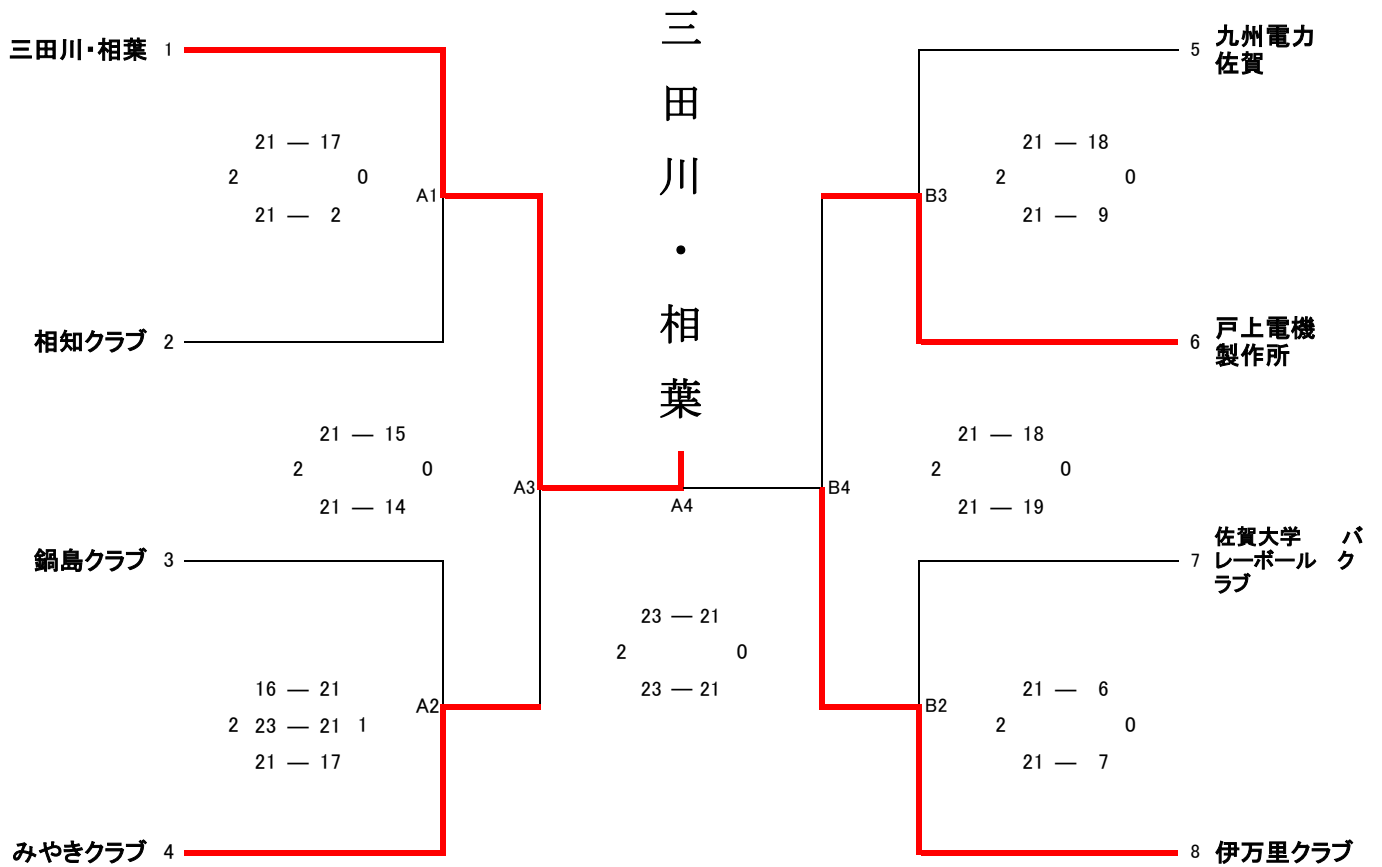 三田川・相葉
三田川・相葉 1
21 — 17
2 0
21 — 2
A1
相知クラブ 2
21 — 15
2 0
21 — 14
A3
鍋島クラブ 3
16 — 21
2 23 — 21 1
21 — 17
A2
みやきクラブ 4
A4
23 — 21
2 0
23 — 21
5 九州電力
佐賀
21 — 18
2 0
21 — 9
B3
6 戸上電機
製作所
21 — 18
2 0
21 — 19
B4
7 佐賀大学 バ
レーボール ク
ラブ
21 — 6
2 0
21 — 7
B2
8 伊万里クラブ